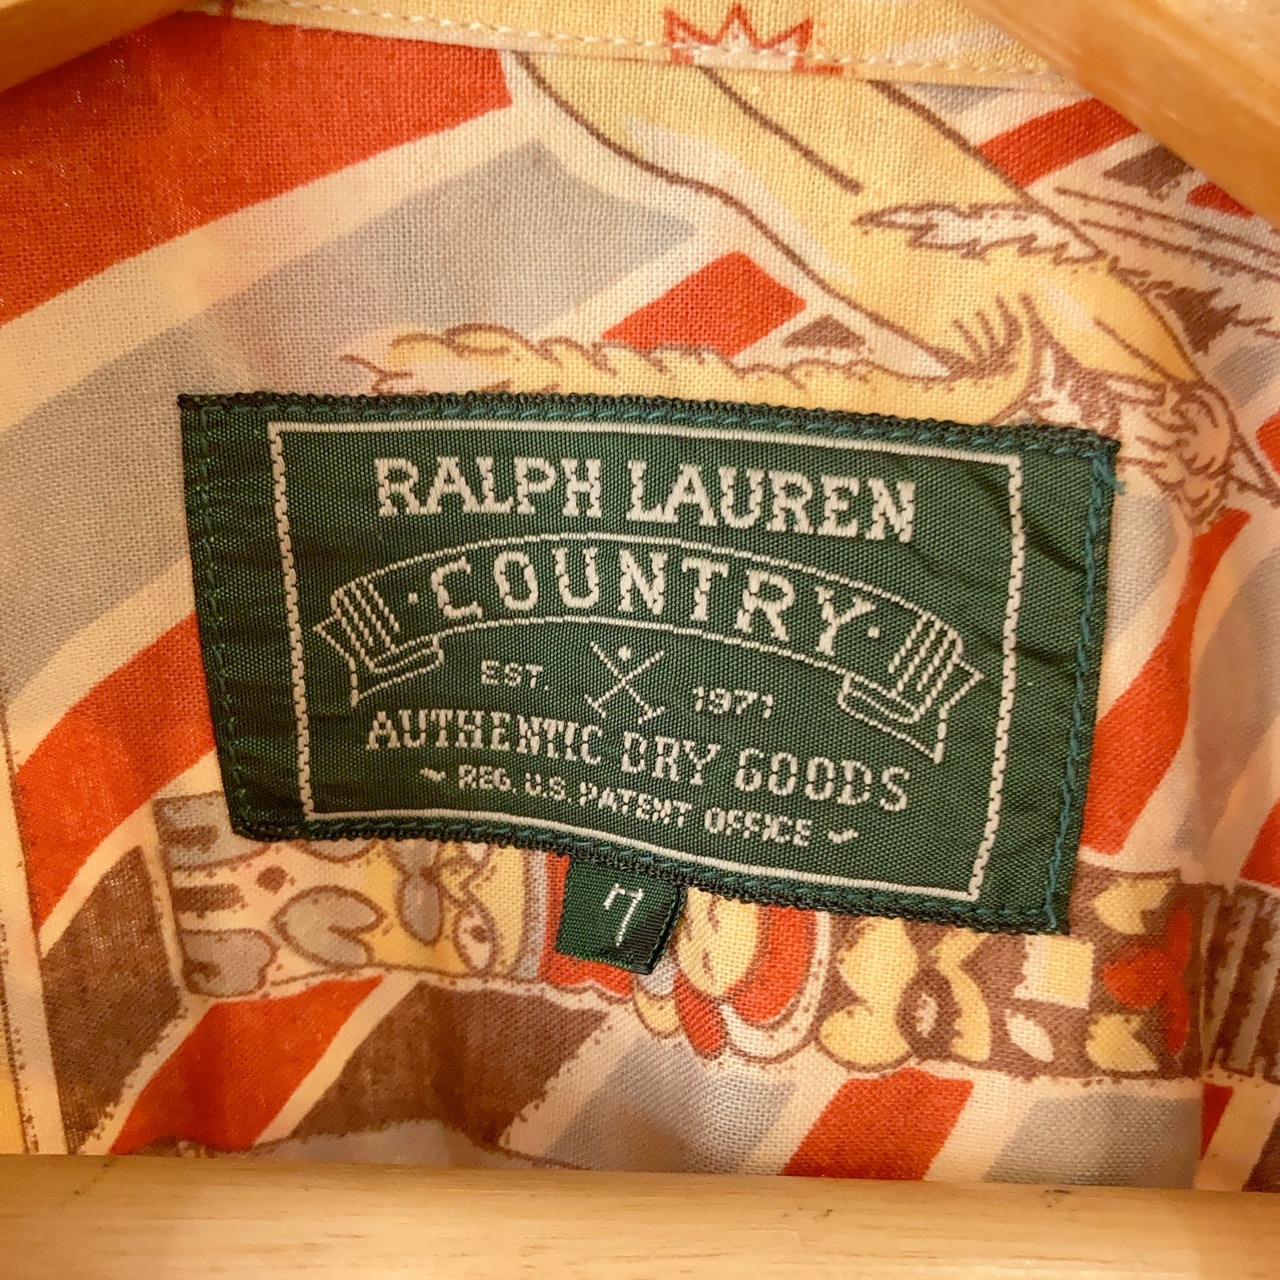 RALPH LAUREN
·COUNTRY·
EST. 1971
AUTHENTIC DRY GOODS
~ REG. U.S. PATENT OFFICE ~
7